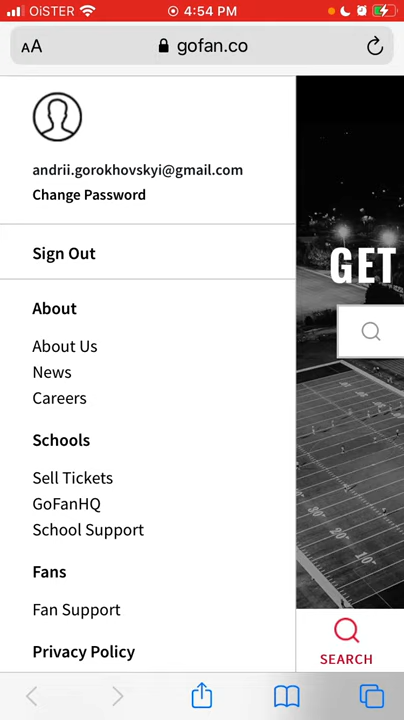 OiSTER 4:54 PM
AA gofan.co
andrii.gorokhovskyi@gmail.com
Change Password
Sign Out
About
About Us
News
Careers
Schools
Sell Tickets
GoFanHQ
School Support
Fans
Fan Support
Privacy Policy
GET
SEARCH